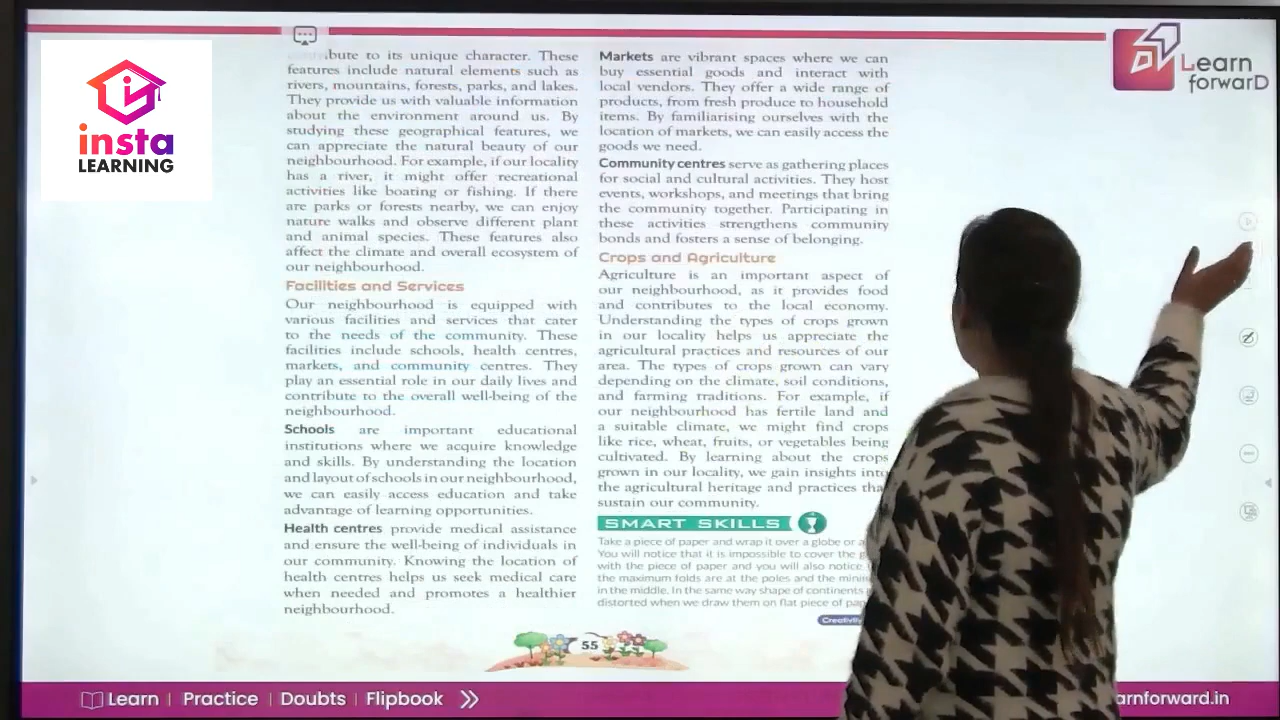 insta
LEARNING
Learn
forwarD
bute to its unique character. These
features include natural elements such as
rivers, mountains, forests, parks, and lakes.
They provide us with valuable information
about the environment around us. By
studying these geographical features, we
can appreciate the natural beauty of our
neighbourhood. For example, if our locality
has a river, it might offer recreational
activities like boating or fishing. If there
are parks or forests nearby, we can enjoy
nature walks and observe different plant
and animal species. These features also
affect the climate and overall ecosystem of
our neighbourhood.
Facilities and Services
Our neighbourhood is equipped with
various facilities and services that cater
to the needs of the community. These
facilities include schools, health centres,
markets, and community centres. They
play an essential role in our daily lives and
contribute to the overall well-being of the
neighbourhood.
Schools are important educational
institutions where we acquire knowledge
and skills. By understanding the location
and layout of schools in our neighbourhood,
we can easily access education and take
advantage of learning opportunities.
Health centres provide medical assistance
and ensure the well-being of individuals in
our community. Knowing the location of
health centres helps us seek medical care
when needed and promotes a healthier
neighbourhood.
Markets are vibrant spaces where we can
buy essential goods and interact with
local vendors. They offer a wide range of
products, from fresh produce to household
items. By familiarising ourselves with the
location of markets, we can easily access the
goods we need.
Community centres serve as gathering places
for social and cultural activities. They host
events, workshops, and meetings that bring
the community together. Participating in
these activities strengthens community
bonds and fosters a sense of belonging.
Crops and Agriculture
Agriculture is an important aspect of
our neighbourhood, as it provides food
and contributes to the local economy.
Understanding the types of crops grown
in our locality helps us appreciate the
agricultural practices and resources of our
area. The types of crops grown can vary
depending on the climate, soil conditions,
and farming traditions. For example, if
our neighbourhood has fertile land and
a suitable climate, we might find crops
like rice, wheat, fruits, or vegetables being
cultivated. By learning about the crops
grown in our locality, we gain insights into
the agricultural heritage and practices tha
sustain our community.
SMART SKILLS
Take a piece of paper and wrap it over a globe or a
You will notice that it is impossible to cover the g
with the piece of paper and you will also notice
the maximum folds are at the poles and the minim
in the middle. In the same way shape of continents
distorted when we draw them on flat piece of pap
Creativity
55
Learn | Practice | Doubts | Flipbook
arnforward.in